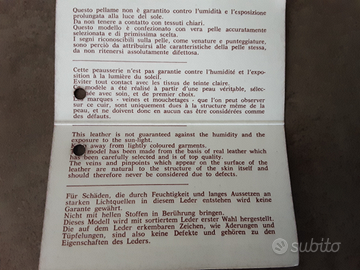 Questo pellame non è garantito contro l'umidità e l'esposizione
prolungata alla luce del sole.
Da non tenere a contatto con tessuti chiari.
Questo modello è confezionato con vera pelle accuratamente
selezionata e di primissima scelta.
I segni riconoscibili sulla pelle, come venature e punteggiature,
sono perciò da attribuirsi alle caratteristiche della pelle stessa,
da non ritenersi assolutamente difettosa.
Cette peausserie n'est pas garantie contre l'humidité et l'expo-
sition à la lumière du soleil.
Eviter tout contact avec les tissus de teinte claire.
modèle a été réalisé à partir d'une peau véritable, sélec-
avec soin, et de premier choix.
marques - veines et mouchetages - que l'on peut observer
sur ce cuir, sont uniquement dues à la structure même de la
peau, et ne doivent donc en aucun cas être considérées comme
des défauts.
This leather is not guaranteed against the humidity and the
exposure to the sun-light.
away from lightly coloured garments.
model has been made from the basis of real leather which
has been carefully selected and is of top quality.
The veins and pinpoints which appear on the surface of the
leather are natural to the structure of the skin itself and
should therefore never be considered due to defects.
Für Schäden, die durch Feuchtigkeit und langes Aussetzen an
starken Lichtquellen in diesem Leder entstehen wird keine
Garante gewährt.
Nicht mit hellen Stoffen in Berührung bringen.
Dieses Modell wird mit sortiertem Leder erster Wahl hergestellt.
Die auf dem Leder erkennbaren Zeichen, wie Aderungen und
Tüpfelungen, sind also keine Defekte und gehören zu den
Eigenschaften des Leders.
subito